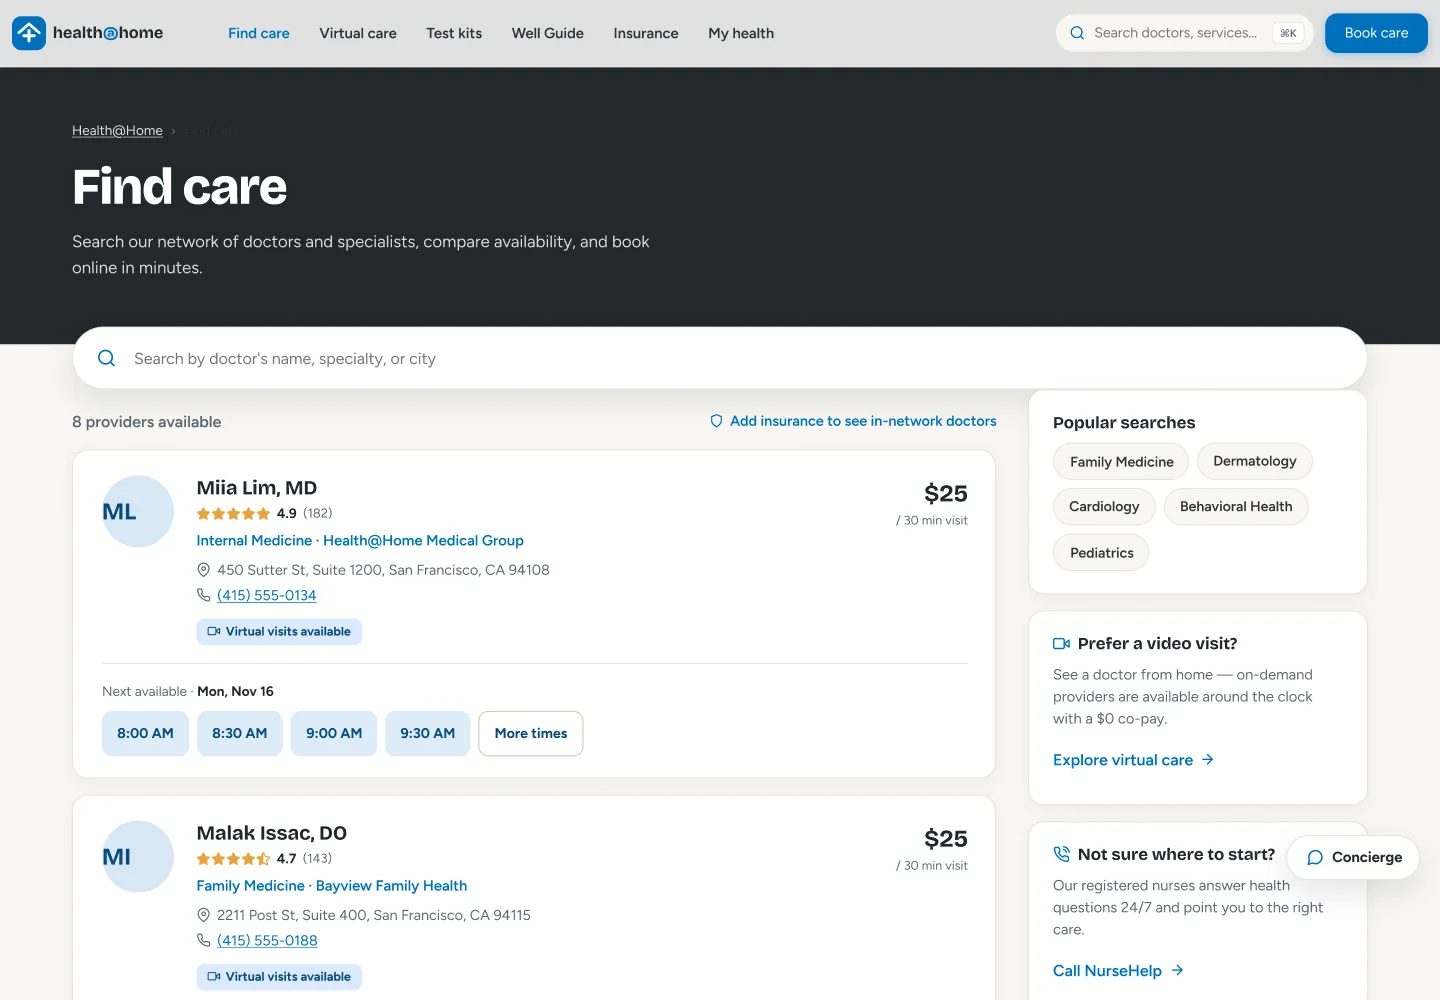 health@home
Find care
Virtual care
Test kits
Well Guide
Insurance
My health
Search doctors, services...
⌘K
Book care
Health@Home › Find care
Find care
Search our network of doctors and specialists, compare availability, and book
online in minutes.
Search by doctor's name, specialty, or city
8 providers available
Add insurance to see in-network doctors
ML
Miia Lim, MD
4.9 (182)
Internal Medicine · Health@Home Medical Group
450 Sutter St, Suite 1200, San Francisco, CA 94108
(415) 555-0134
Virtual visits available
$25
/ 30 min visit
Next available · Mon, Nov 16
8:00 AM
8:30 AM
9:00 AM
9:30 AM
More times
MI
Malak Issac, DO
4.7 (143)
Family Medicine · Bayview Family Health
2211 Post St, Suite 400, San Francisco, CA 94115
(415) 555-0188
Virtual visits available
$25
/ 30 min visit
Popular searches
Family Medicine
Dermatology
Cardiology
Behavioral Health
Pediatrics
Prefer a video visit?
See a doctor from home — on-demand
providers are available around the clock
with a $0 co-pay.
Explore virtual care
Not sure where to start?
Our registered nurses answer health
questions 24/7 and point you to the right
care.
Call NurseHelp
Concierge